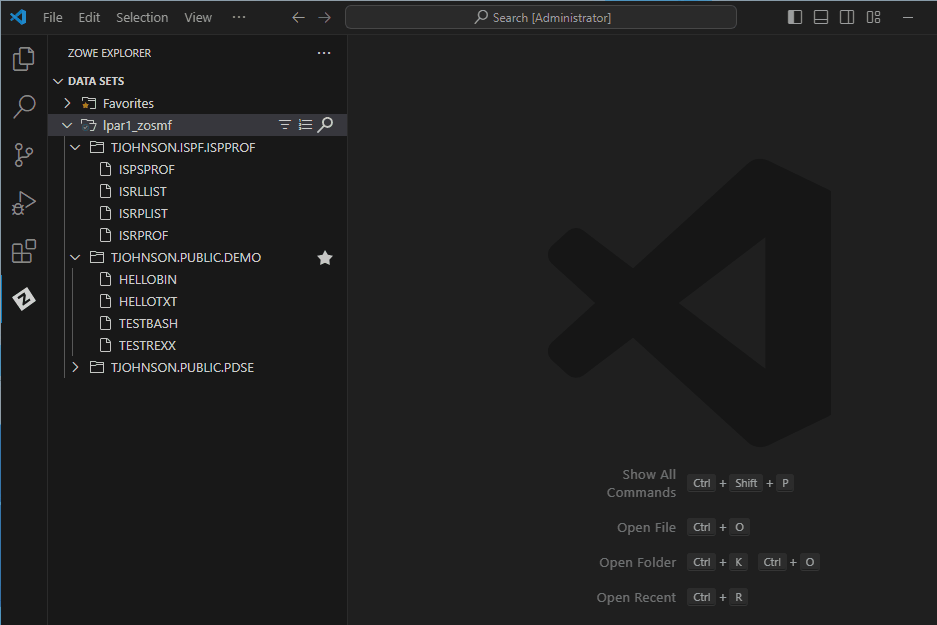 File Edit Selection View ··· Search [Administrator]
ZOWE EXPLORER ···
DATA SETS
Favorites
lpar1_zosmf
TJOHNSON.ISPF.ISPPROF
ISPSPROF
ISRLLIST
ISRPLIST
ISRPROF
TJOHNSON.PUBLIC.DEMO
HELLOBIN
HELLOTXT
TESTBASH
TESTREXX
TJOHNSON.PUBLIC.PDSE
Show All
Commands Ctrl + Shift + P
Open File Ctrl + O
Open Folder Ctrl + K Ctrl + O
Open Recent Ctrl + R